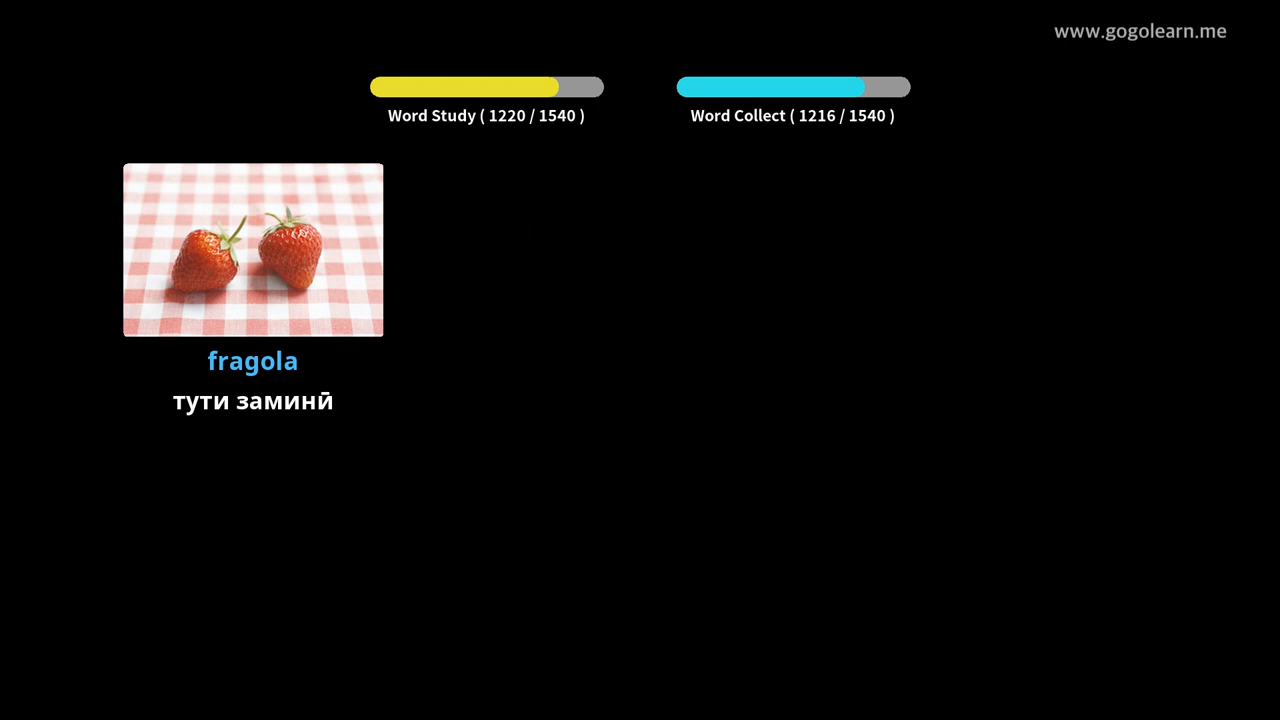 www.gogolearn.me
Word Study ( 1220 / 1540 )
Word Collect ( 1216 / 1540 )
fragola
тути заминӣ